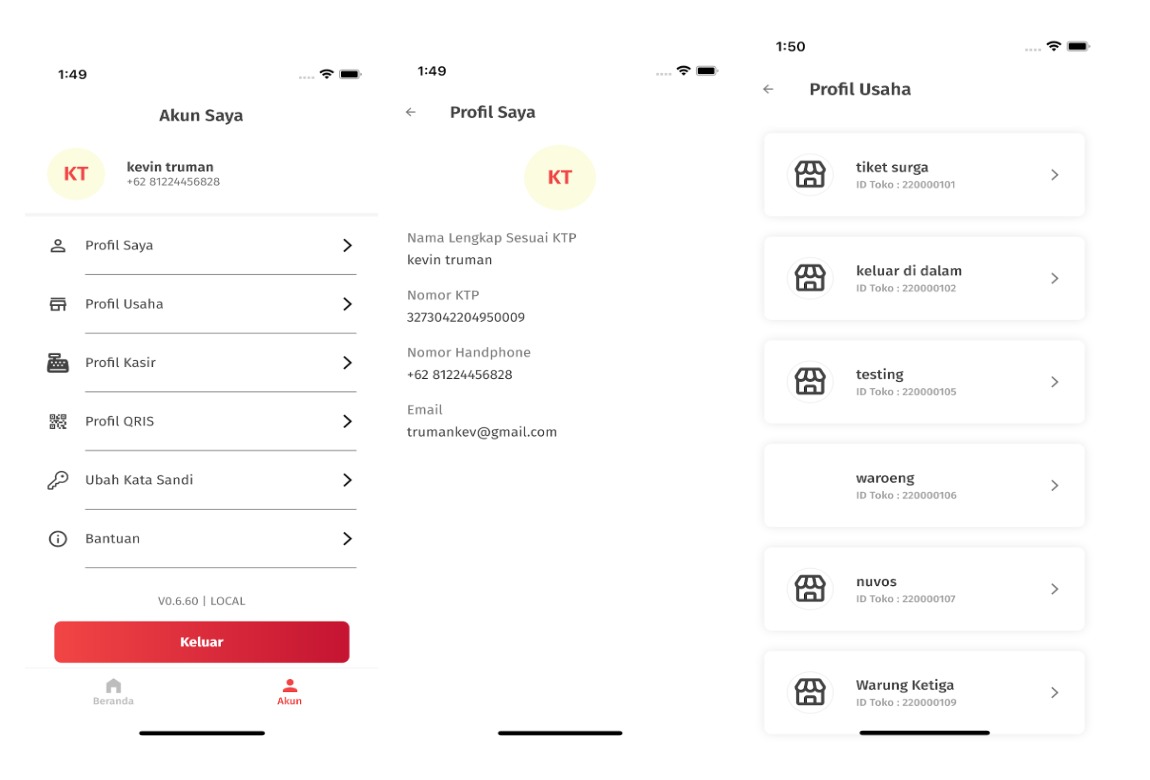 1:49
Akun Saya
KT
kevin truman
+62 81224456828
Profil Saya
Profil Usaha
Profil Kasir
Profil QRIS
Ubah Kata Sandi
Bantuan
V0.6.60 | LOCAL
Keluar
Beranda
Akun
1:49
Profil Saya
KT
Nama Lengkap Sesuai KTP
kevin truman
Nomor KTP
3273042204950009
Nomor Handphone
+62 81224456828
Email
trumankev@gmail.com
1:50
Profil Usaha
tiket surga
ID Toko : 220000101
keluar di dalam
ID Toko : 220000102
testing
ID Toko : 220000105
waroeng
ID Toko : 220000106
nuvos
ID Toko : 220000107
Warung Ketiga
ID Toko : 220000109